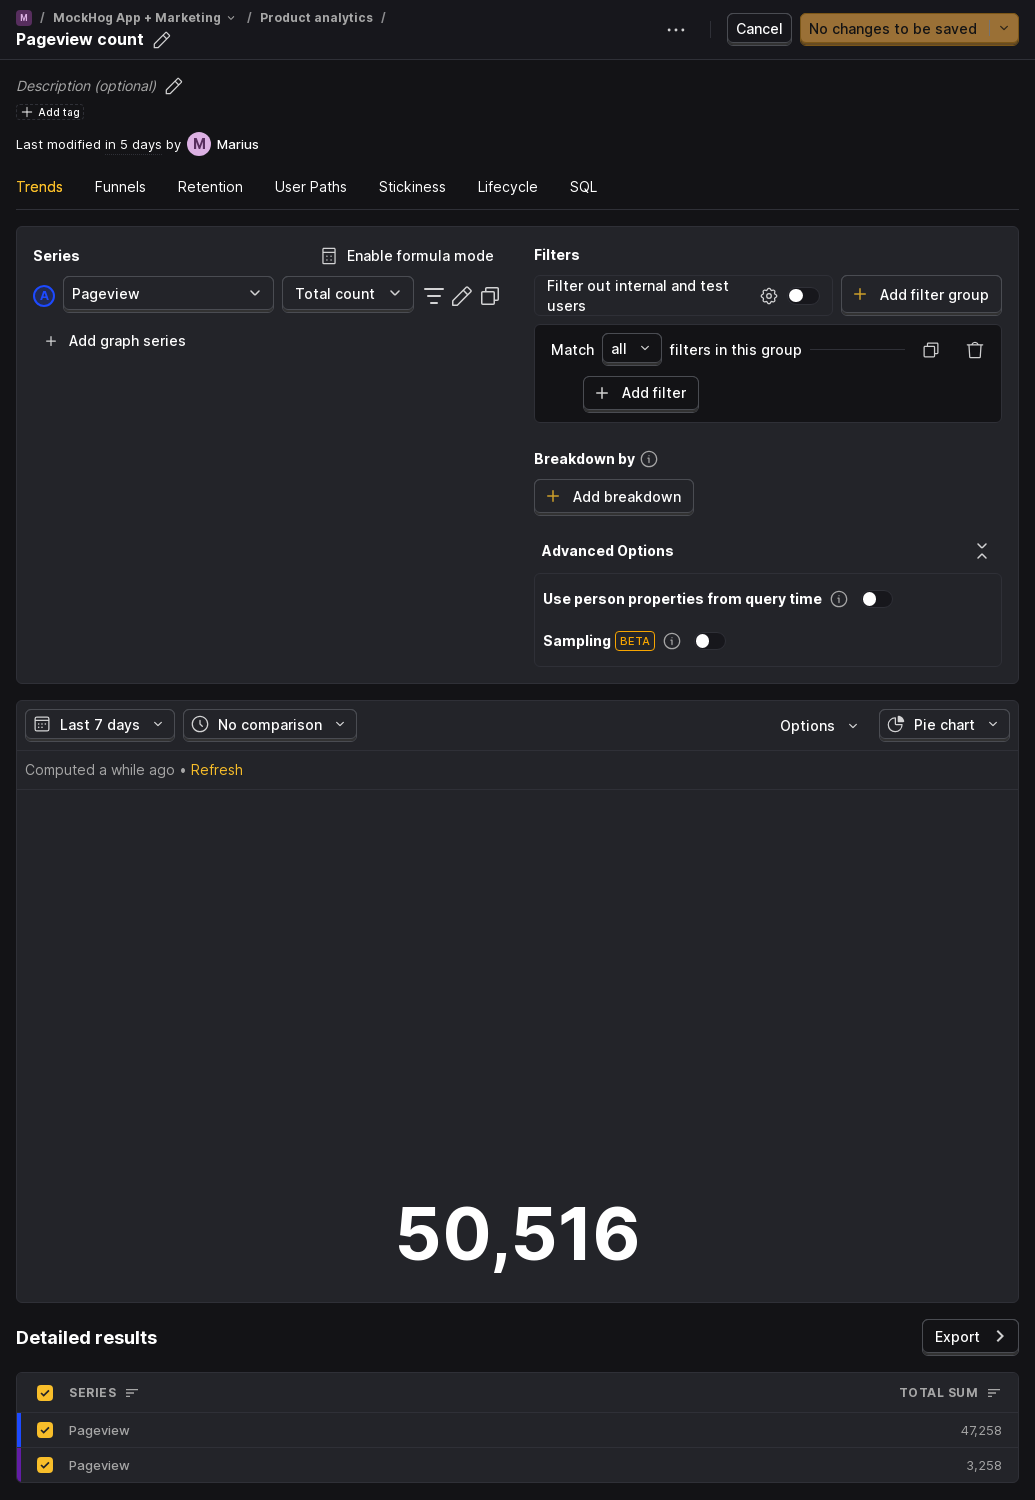 M / MockHog App + Marketing / Product analytics /
Pageview count
Cancel
No changes to be saved
Description (optional)
Add tag
Last modified in 5 days by M Marius
Trends Funnels Retention User Paths Stickiness Lifecycle SQL
Series
Enable formula mode
A Pageview Total count
Add graph series
Filters
Filter out internal and test users
Add filter group
Match all filters in this group
Add filter
Breakdown by
Add breakdown
Advanced Options
Use person properties from query time
Sampling BETA
Last 7 days No comparison Options Pie chart
Computed a while ago • Refresh
50,516
Detailed results
Export
SERIES TOTAL SUM
Pageview 47,258
Pageview 3,258